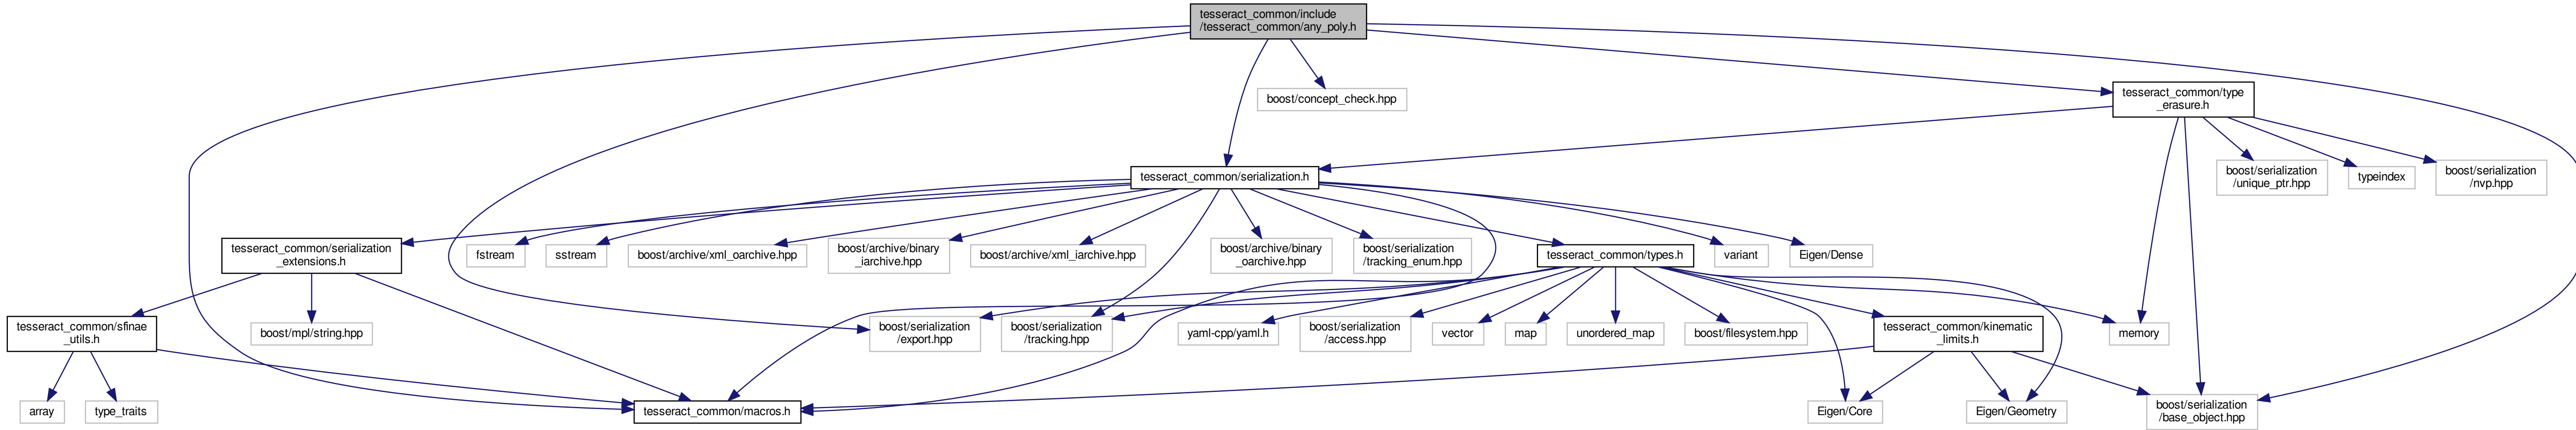 tesseract_common/include
/tesseract_common/any_poly.h
boost/concept_check.hpp
tesseract_common/type
_erasure.h
tesseract_common/serialization.h
boost/serialization
/unique_ptr.hpp
typeindex
boost/serialization
/nvp.hpp
tesseract_common/serialization
_extensions.h
fstream
sstream
boost/archive/xml_oarchive.hpp
boost/archive/binary
_iarchive.hpp
boost/archive/xml_iarchive.hpp
boost/archive/binary
_oarchive.hpp
boost/serialization
/tracking_enum.hpp
tesseract_common/types.h
variant
Eigen/Dense
tesseract_common/sfinae
_utils.h
boost/mpl/string.hpp
boost/serialization
/export.hpp
boost/serialization
/tracking.hpp
yaml-cpp/yaml.h
boost/serialization
/access.hpp
vector
map
unordered_map
boost/filesystem.hpp
tesseract_common/kinematic
_limits.h
memory
array
type_traits
tesseract_common/macros.h
Eigen/Core
Eigen/Geometry
boost/serialization
/base_object.hpp